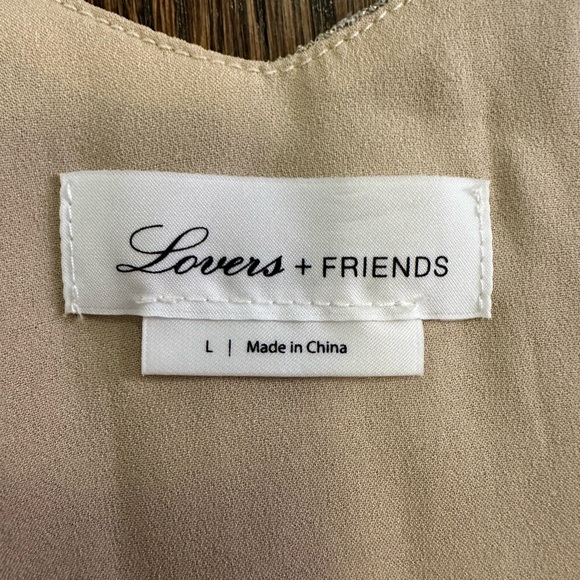 Lovers + FRIENDS
L | Made in China